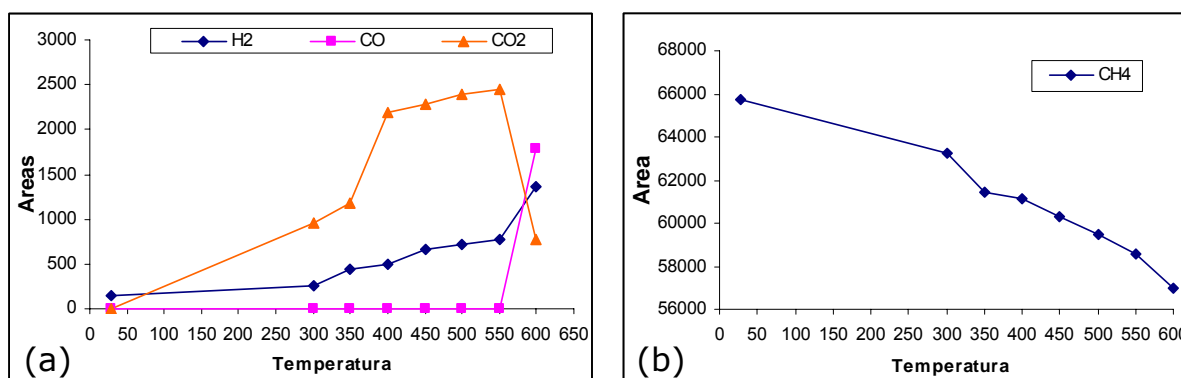 H2 CO CO2
3000
2500
2000
1500
1000
500
0
Areas
0 50 100 150 200 250 300 350 400 450 500 550 600 650
Temperatura
(a)
CH4
68000
66000
64000
62000
60000
58000
56000
Area
0 50 100 150 200 250 300 350 400 450 500 550 600
Temperatura
(b)